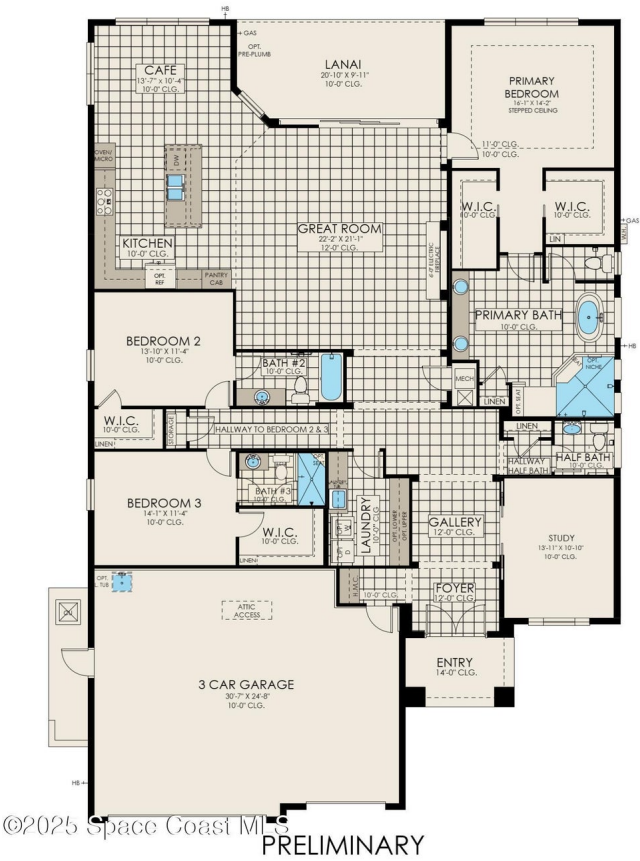 HB
GAS
OPT.
PRE-PLUMB
CAFE
13'-7" X 10'-4"
10'-0" CLG.
LANAI
20'-10" X 9'-11"
10'-0" CLG.
PRIMARY
BEDROOM
16'-1" X 14'-2"
STEPPED CEILING
11'-0" CLG.
10'-0" CLG.
OVEN/
MICRO
DW
W.I.C.
10'-0" CLG.
W.I.C.
10'-0" CLG.
LIN
GAS
W.H.
GREAT ROOM
22'-2" X 21'-1"
12'-0" CLG.
6'-0" ELECTRIC
FIREPLACE
KITCHEN
10'-0" CLG.
OPT.
REF
PANTRY
CAB
PRIMARY BATH
10'-0" CLG.
HB
BEDROOM 2
13'-10" X 11'-4"
10'-0" CLG.
BATH #2
10'-0" CLG.
MECH
LINEN
OPT. SEAT
SEAT
OPT.
NICHE
W.I.C.
10'-0" CLG.
LINEN
STORAGE
HALLWAY TO BEDROOM 2 & 3
LINEN
HALLWAY
HALF BATH
HALF BATH
10'-0" CLG.
BEDROOM 3
14'-1" X 11'-4"
10'-0" CLG.
BATH #3
10'-0" CLG.
OPT.
SEAT
W.I.C.
10'-0" CLG.
LINEN
LAUNDRY
10'-0" CLG.
W
D
OPT. LOWER
OPT. UPPER
GALLERY
12'-0" CLG.
STUDY
13'-11" X 10'-10"
10'-0" CLG.
OPT.
L. TUB
ATTIC
ACCESS
H.M.C.
10'-0" CLG.
FOYER
12'-0" CLG.
ENTRY
14'-0" CLG.
3 CAR GARAGE
30'-7" X 24'-8"
10'-0" CLG.
HB
©2025 Space Coast MLS
PRELIMINARY